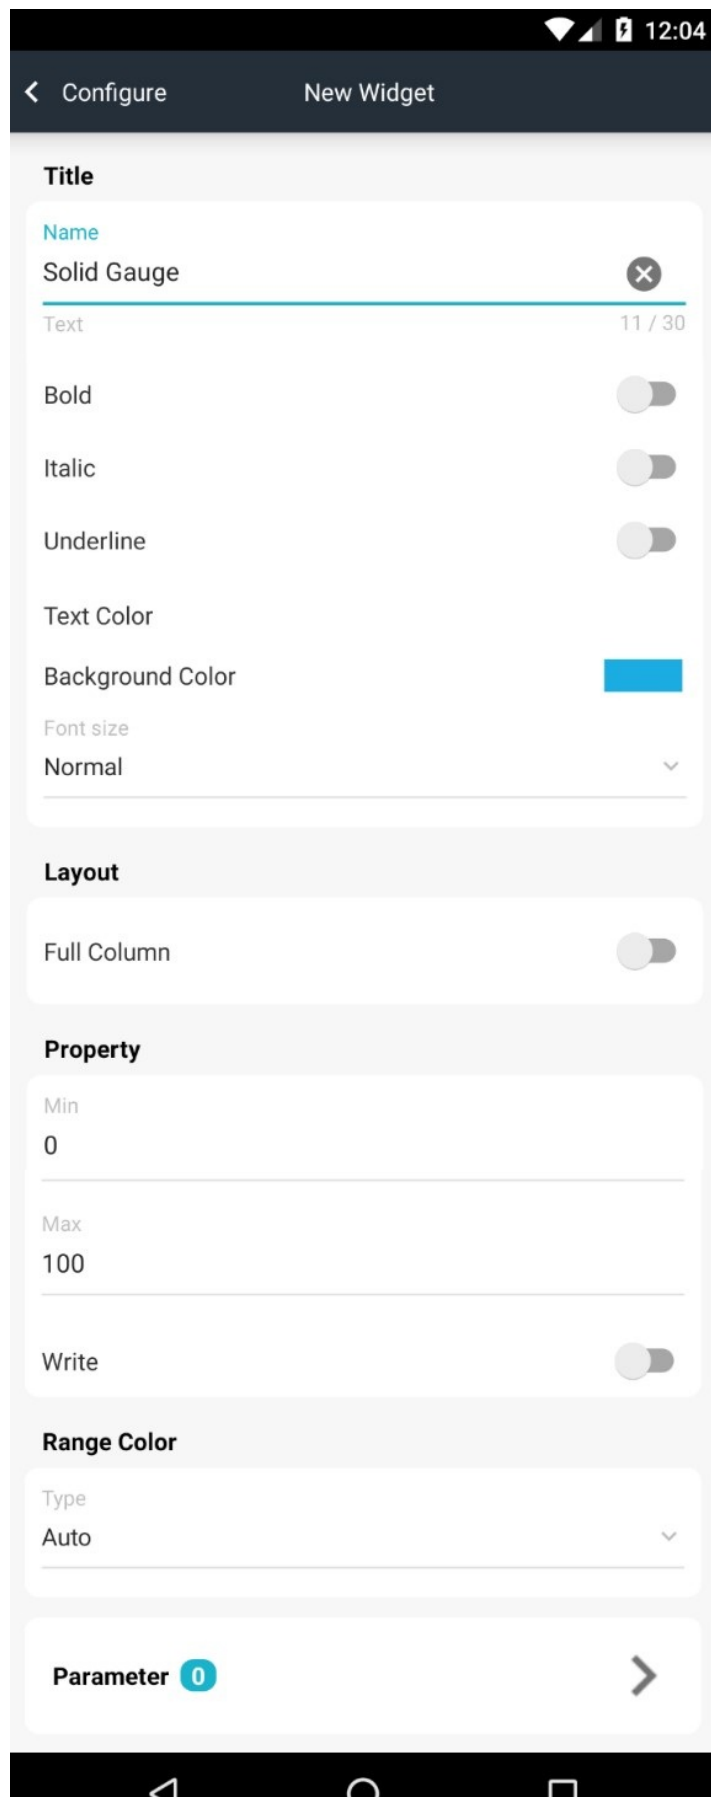 12:04
Configure New Widget
Title
Name
Solid Gauge
Text 11 / 30
Bold
Italic
Underline
Text Color
Background Color
Font size
Normal
Layout
Full Column
Property
Min
0
Max
100
Write
Range Color
Type
Auto
Parameter 0